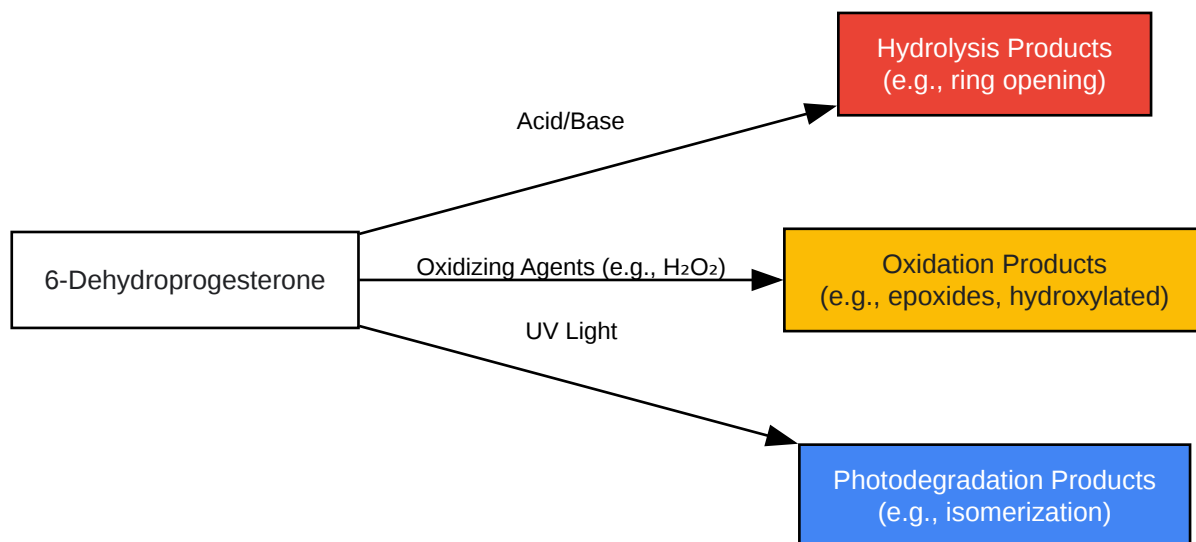 Hydrolysis Products
(e.g., ring opening)
Acid/Base
6-Dehydroprogesterone
Oxidizing Agents (e.g., H₂O₂)
Oxidation Products
(e.g., epoxides, hydroxylated)
UV Light
Photodegradation Products
(e.g., isomerization)